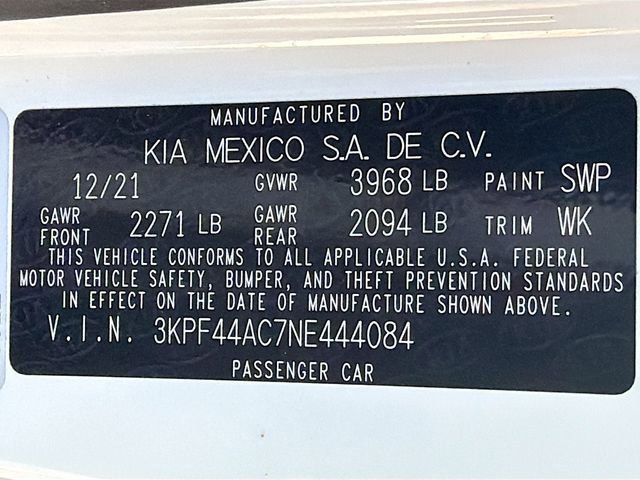 MANUFACTURED BY
KIA MEXICO S.A. DE C.V.
12/21 GVWR 3968 LB PAINT SWP
GAWR FRONT 2271 LB GAWR REAR 2094 LB TRIM WK
THIS VEHICLE CONFORMS TO ALL APPLICABLE U.S.A. FEDERAL
MOTOR VEHICLE SAFETY, BUMPER, AND THEFT PREVENTION STANDARDS
IN EFFECT ON THE DATE OF MANUFACTURE SHOWN ABOVE.
V.I.N. 3KPF44AC7NE444084
PASSENGER CAR